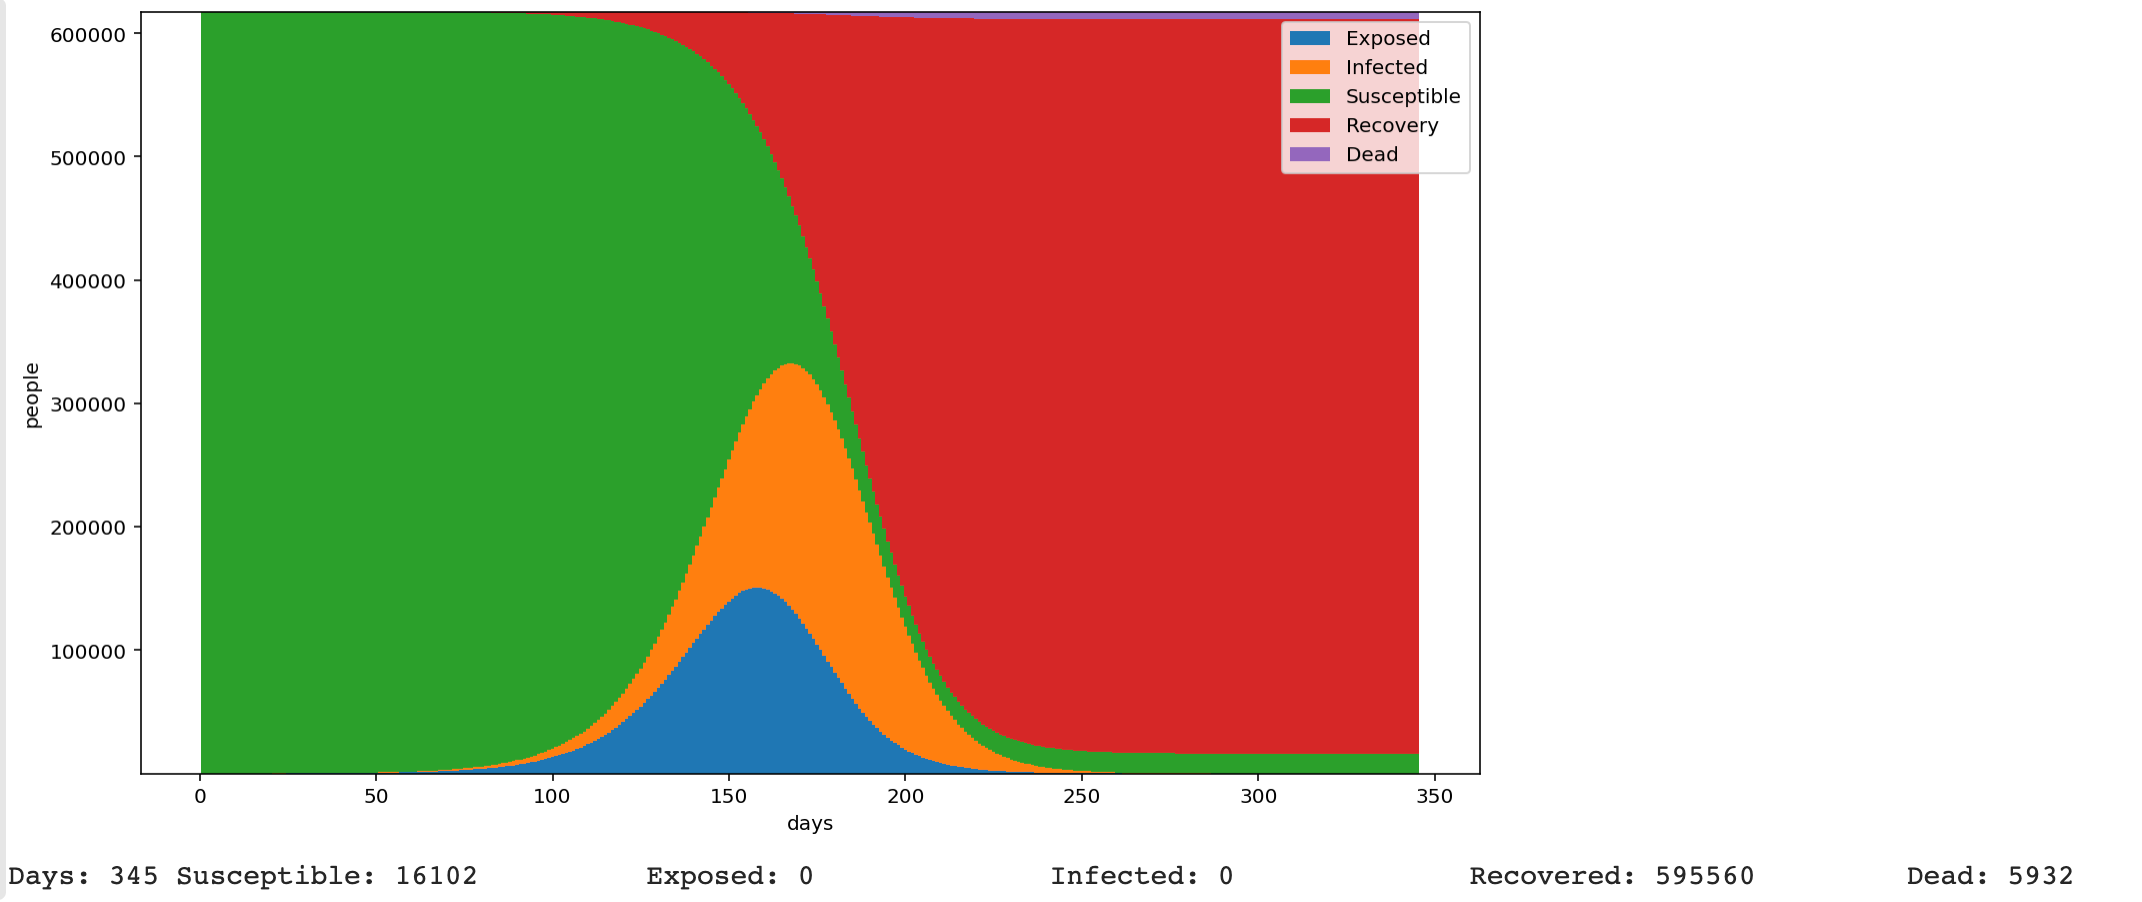 600000
500000
400000
300000
200000
100000
people
0 50 100 150 200 250 300 350
days
Exposed
Infected
Susceptible
Recovery
Dead
Days: 345 Susceptible: 16102 Exposed: 0 Infected: 0 Recovered: 595560 Dead: 5932